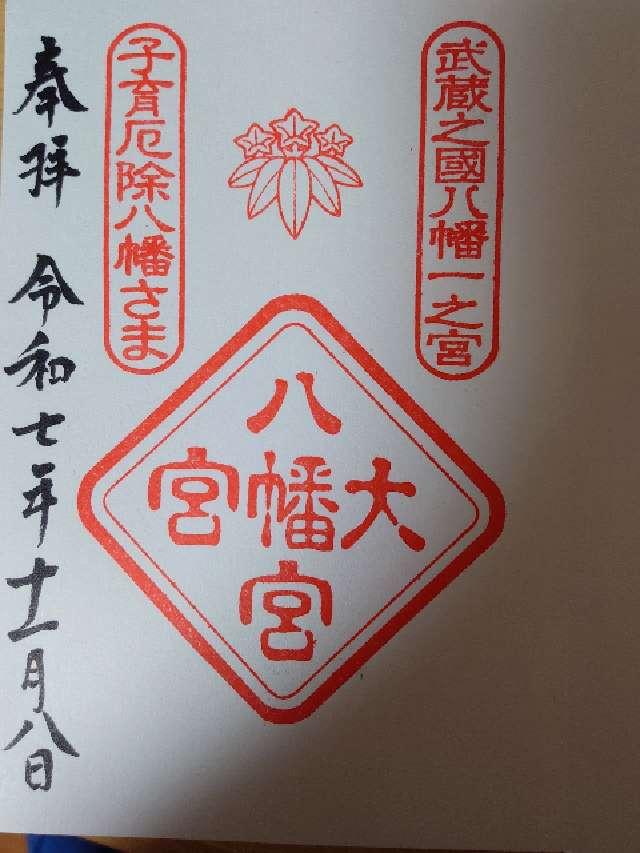 武蔵之國八幡一之宮
大宮八幡宮
子育厄除八幡さま
奉拝 令和七年十一月八日